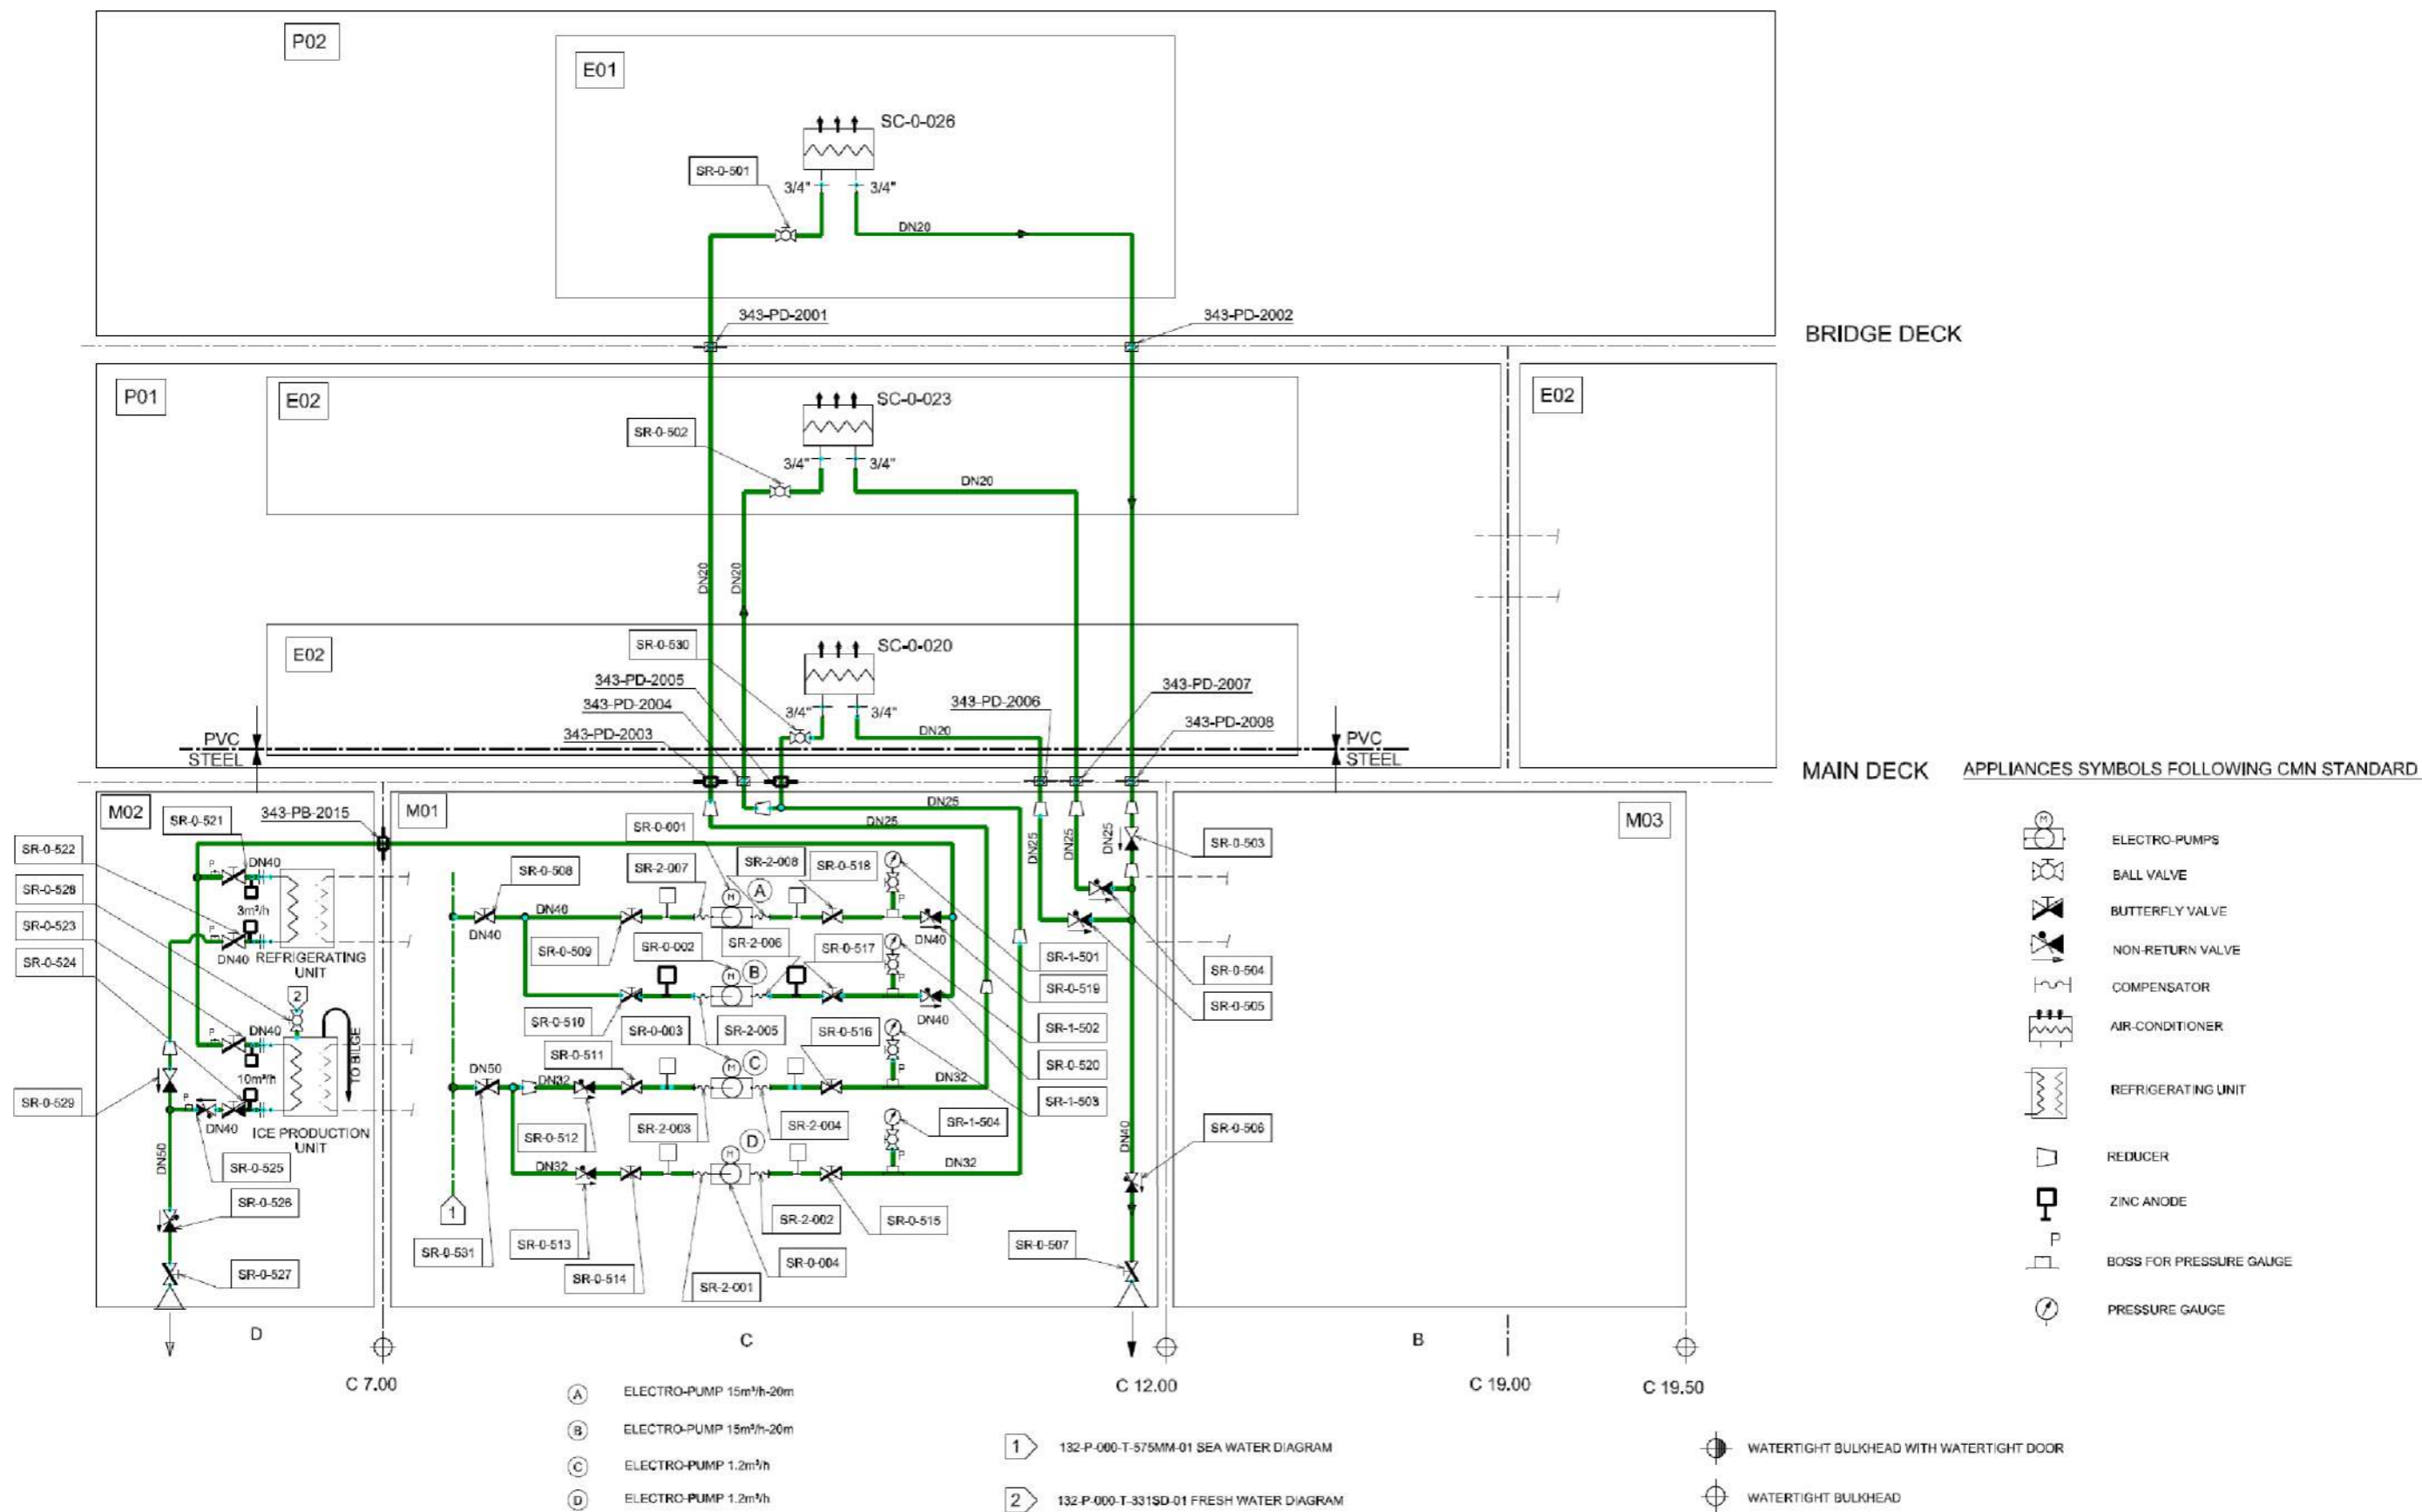 P02
E01
SC-0-026
SR-0-501
3/4" 3/4"
DN20
343-PD-2001
343-PD-2002
BRIDGE DECK
P01
E02
SC-0-023
E02
SR-0-502
3/4" 3/4"
DN20
DN20
DN20
E02
SR-0-530
SC-0-020
343-PD-2005
343-PD-2004
343-PD-2003
3/4" 3/4"
DN20
343-PD-2006
343-PD-2007
343-PD-2008
PVC
STEEL
PVC
STEEL
MAIN DECK
APPLIANCES SYMBOLS FOLLOWING CMN STANDARD
M02
SR-0-521
343-PB-2015
M01
SR-0-001
DN25
DN25
DN25
DN25
DN25
M03
SR-0-503
SR-0-522
SR-0-528
SR-0-523
SR-0-524
SR-0-529
P
DN40
3m³/h
P
DN40
REFRIGERATING
UNIT
2
P
DN40
10m³/h
P
DN40
TO BILGE
ICE PRODUCTION
UNIT
DN50
SR-0-525
SR-0-526
SR-0-527
SR-0-508
SR-2-007
SR-2-008
SR-0-518
M
A
P
DN40
DN40
DN40
SR-0-509
SR-0-002
SR-2-006
SR-0-517
M
B
P
DN40
SR-1-501
SR-0-519
SR-0-504
SR-0-505
SR-0-510
SR-0-003
SR-2-005
SR-0-516
SR-1-502
SR-0-511
M
C
P
DN50
DN32
DN32
SR-0-520
SR-1-503
SR-0-512
SR-2-003
SR-2-004
SR-1-504
DN40
SR-0-506
M
D
P
DN32
DN32
1
SR-2-002
SR-0-515
SR-0-531
SR-0-513
SR-0-514
SR-2-001
SR-0-004
SR-0-507
D
C
B
C 7.00
C 12.00
C 19.00
C 19.50
M
ELECTRO-PUMPS
BALL VALVE
BUTTERFLY VALVE
NON-RETURN VALVE
COMPENSATOR
AIR-CONDITIONER
REFRIGERATING UNIT
REDUCER
ZINC ANODE
P
BOSS FOR PRESSURE GAUGE
PRESSURE GAUGE
A ELECTRO-PUMP 15m³/h-20m
B ELECTRO-PUMP 15m³/h-20m
C ELECTRO-PUMP 1.2m³/h
D ELECTRO-PUMP 1.2m³/h
1 132-P-000-T-575MM-01 SEA WATER DIAGRAM
2 132-P-000-T-331SD-01 FRESH WATER DIAGRAM
WATERTIGHT BULKHEAD WITH WATERTIGHT DOOR
WATERTIGHT BULKHEAD